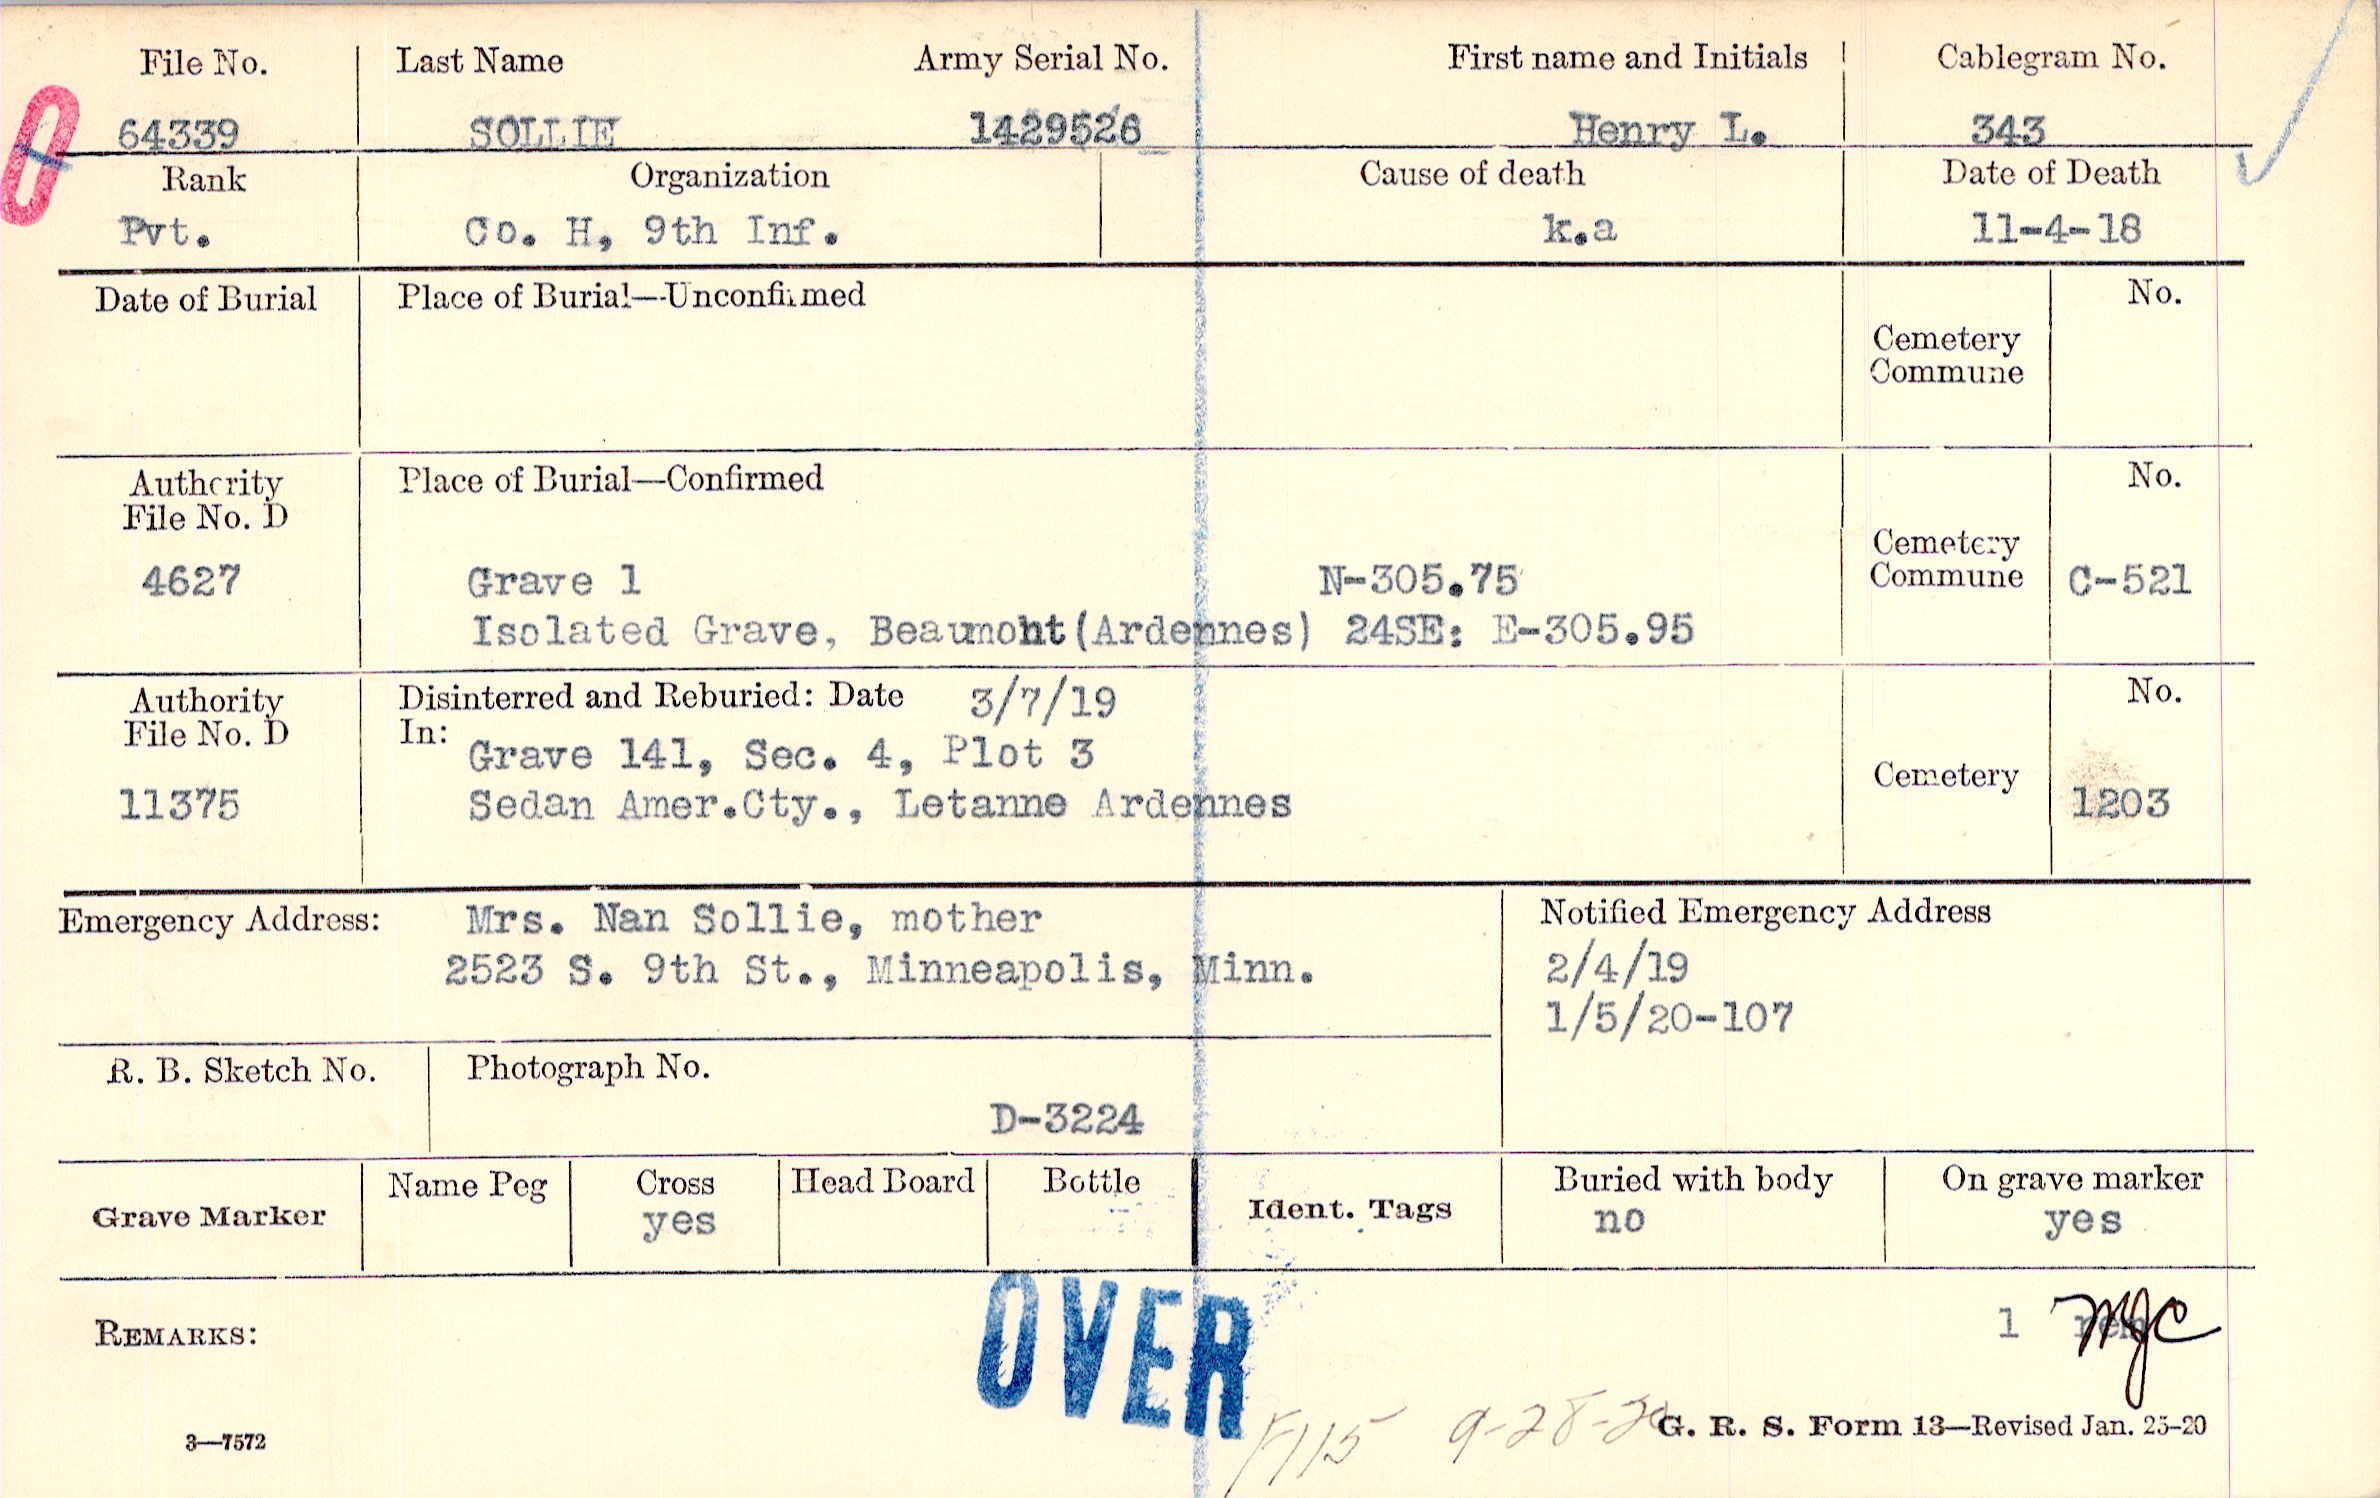 File No. Last Name Army Serial No. First name and Initials Cablegram No.
64339 SOLLIE 1429526 Henry L. 343
Rank Organization Cause of death Date of Death
Pvt. Co. H, 9th Inf. k.a 11-4-18
Date of Burial Place of Burial—Unconfirmed No.
Cemetery
Commune
Authority Place of Burial—Confirmed No.
File No. D
Cemetery
4627 Grave 1 N-305.75 Commune C-521
Isolated Grave, Beaumont(Ardennes) 24SE: E-305.95
Authority Disinterred and Reburied: Date 3/7/19 No.
File No. D In:
Grave 141, Sec. 4, Plot 3 Cemetery
11375 Sedan Amer.Cty., Letanne Ardennes 1203
Emergency Address: Mrs. Nan Sollie, mother Notified Emergency Address
2523 S. 9th St., Minneapolis, Minn. 2/4/19
1/5/20-107
R. B. Sketch No. Photograph No.
D-3224
Grave Marker Name Peg Cross Head Board Bottle Ident. Tags Buried with body On grave marker
yes no yes
OVER
REMARKS: 1 rem MJC
9-28-20
3—7572 G. R. S. Form 13—Revised Jan. 25-20